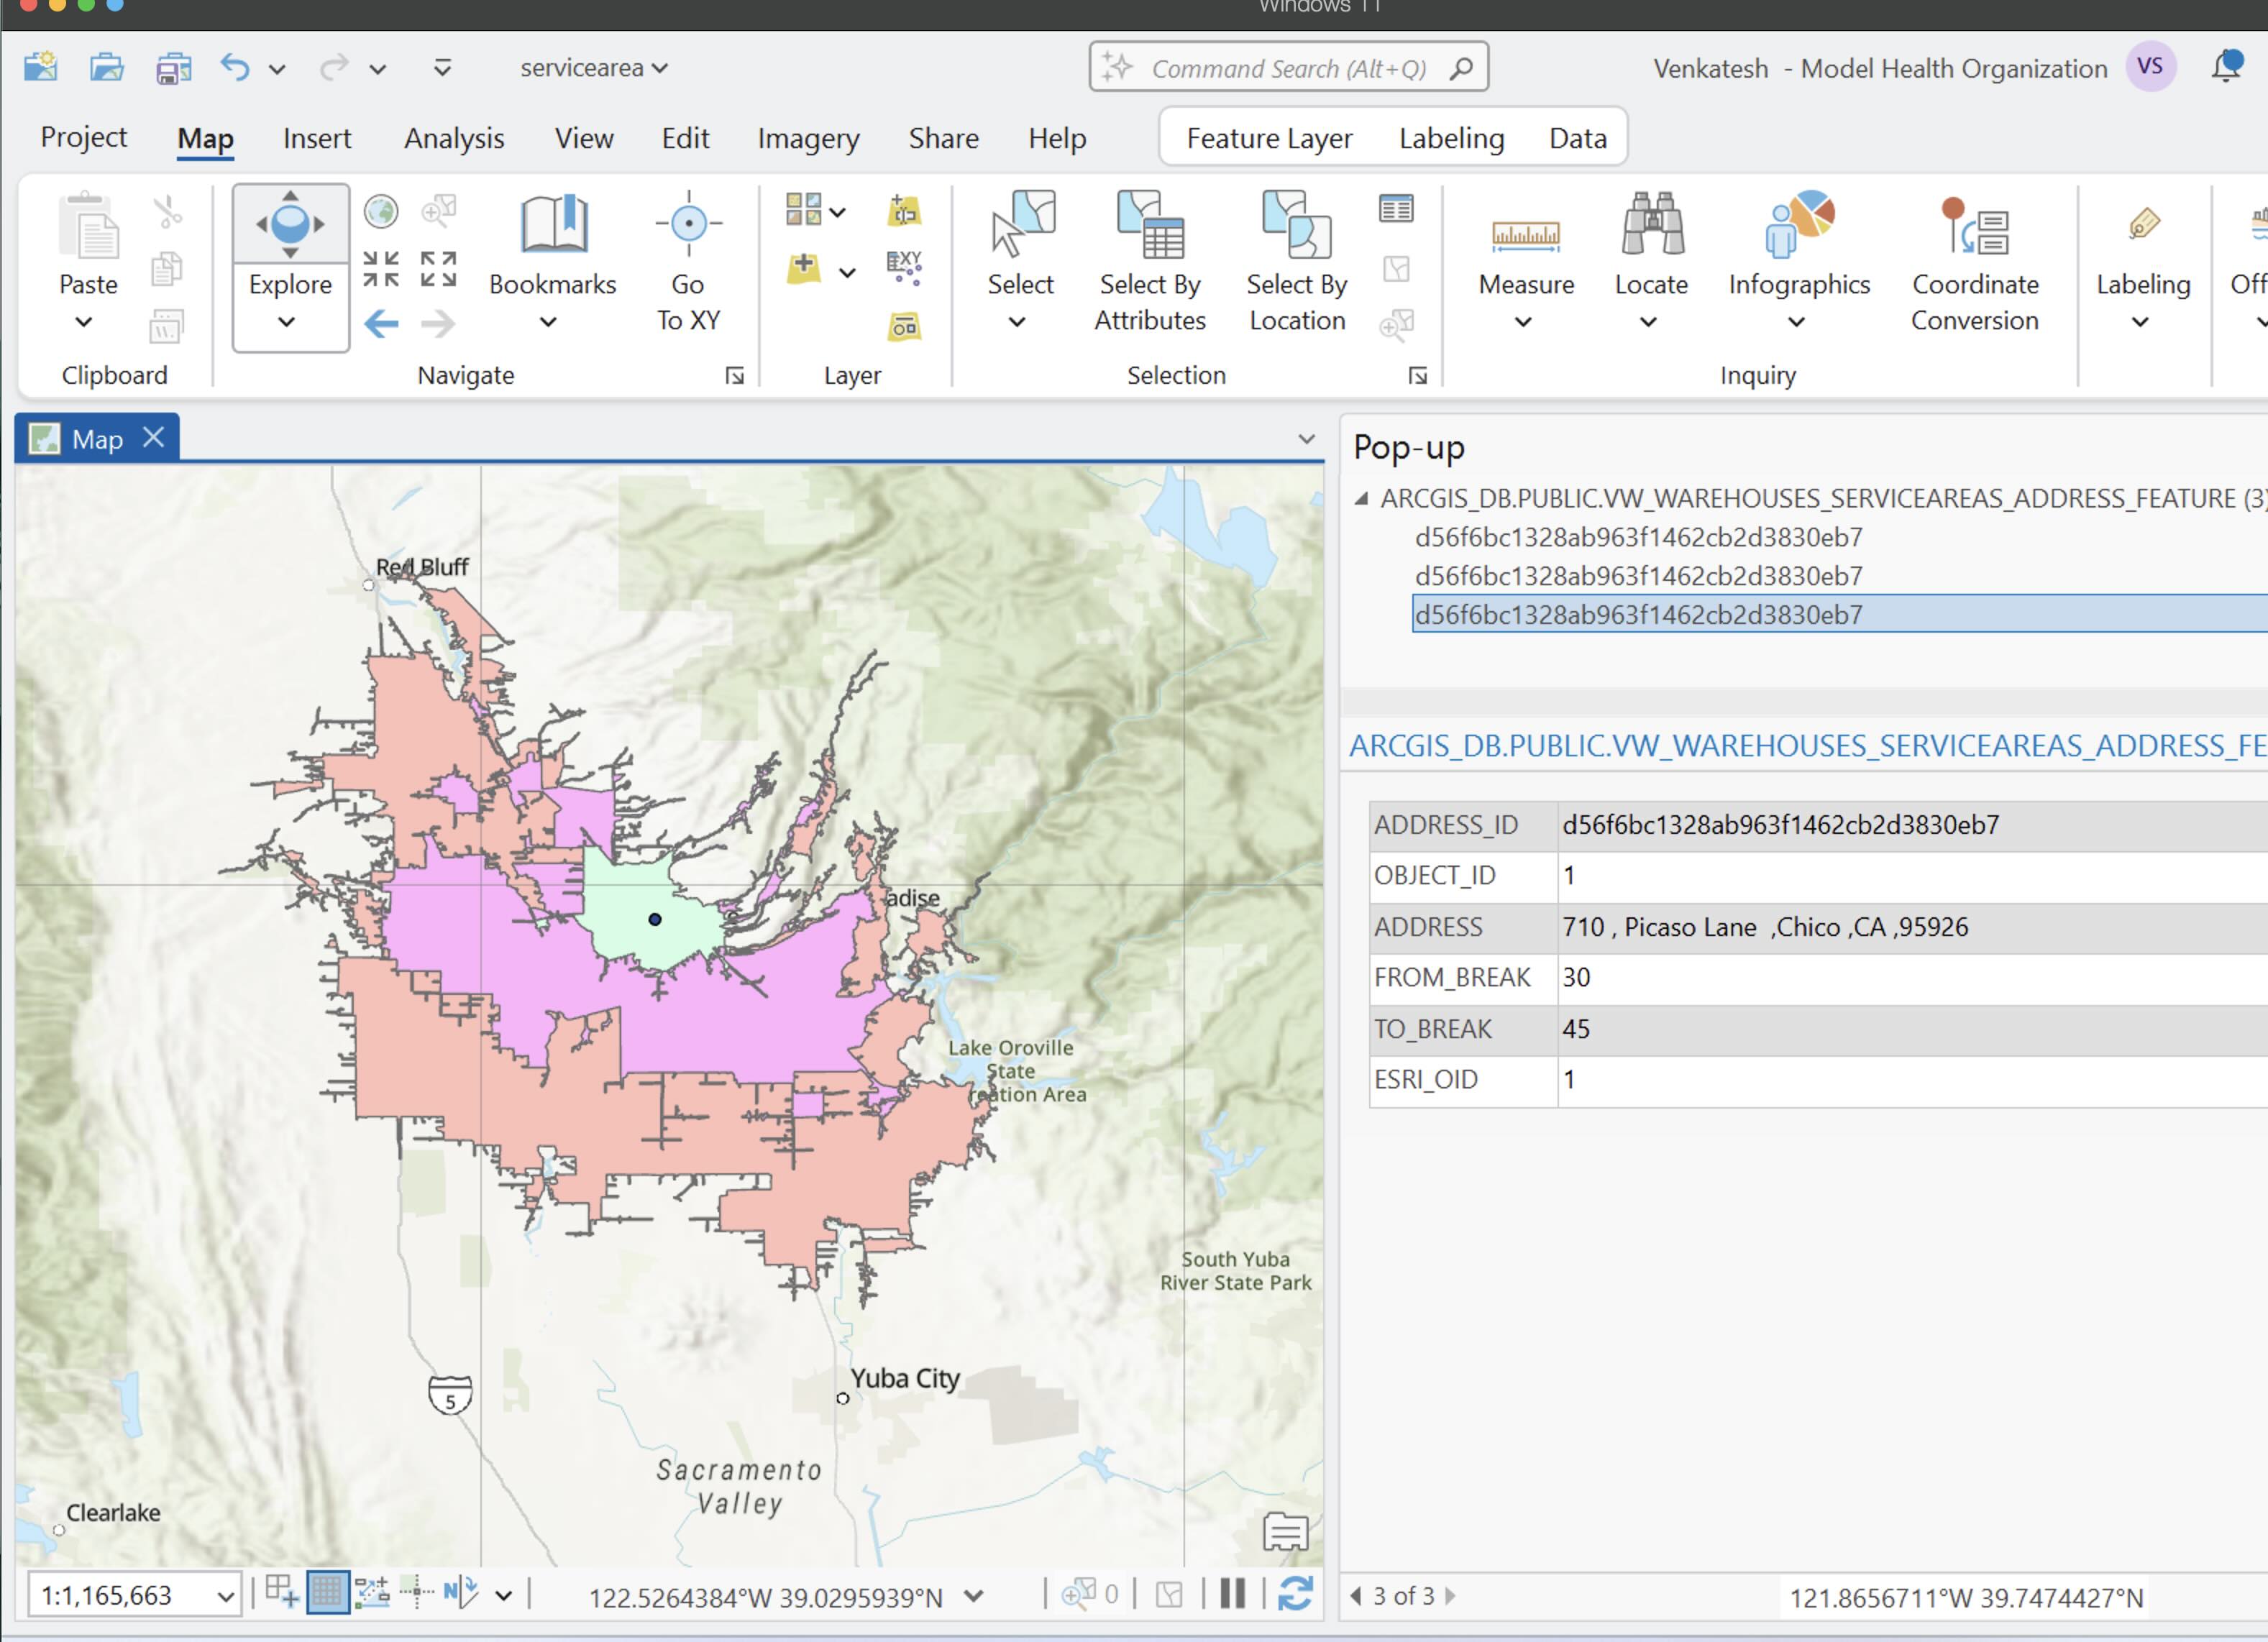 Windows 11
servicearea
Command Search (Alt+Q)
Venkatesh - Model Health Organization
VS
Project
Map
Insert
Analysis
View
Edit
Imagery
Share
Help
Feature Layer
Labeling
Data
Paste
Clipboard
Explore
Bookmarks
Go
To XY
Navigate
XY
Layer
Select
Select By
Attributes
Select By
Location
Selection
Measure
Locate
Infographics
Coordinate
Conversion
Inquiry
Labeling
Off
Map
Red Bluff
adise
Lake Oroville
State
reation Area
South Yuba
River State Park
5
Yuba City
Sacramento
Valley
Clearlake
1:1,165,663
N
122.5264384°W 39.0295939°N
0
Pop-up
ARCGIS_DB.PUBLIC.VW_WAREHOUSES_SERVICEAREAS_ADDRESS_FEATURE (3)
d56f6bc1328ab963f1462cb2d3830eb7
d56f6bc1328ab963f1462cb2d3830eb7
d56f6bc1328ab963f1462cb2d3830eb7
ARCGIS_DB.PUBLIC.VW_WAREHOUSES_SERVICEAREAS_ADDRESS_FE
ADDRESS_ID d56f6bc1328ab963f1462cb2d3830eb7
OBJECT_ID 1
ADDRESS 710 , Picaso Lane ,Chico ,CA ,95926
FROM_BREAK 30
TO_BREAK 45
ESRI_OID 1
3 of 3
121.8656711°W 39.7474427°N